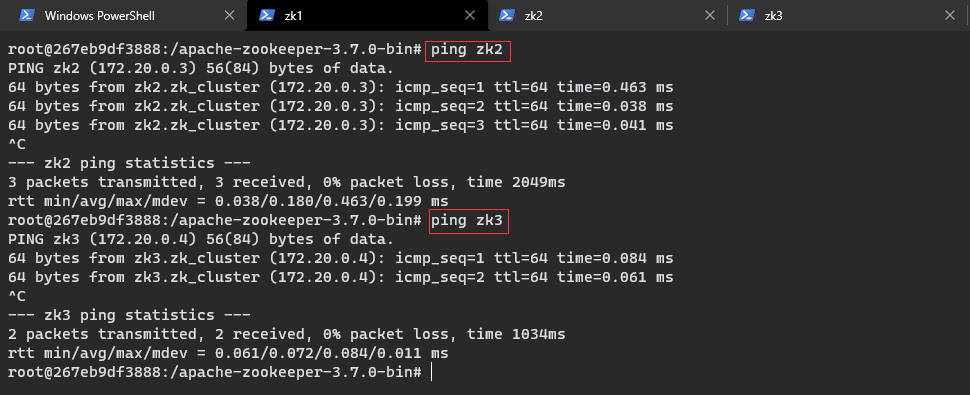 Windows PowerShell
zk1
zk2
zk3
root@267eb9df3888:/apache-zookeeper-3.7.0-bin# ping zk2
PING zk2 (172.20.0.3) 56(84) bytes of data.
64 bytes from zk2.zk_cluster (172.20.0.3): icmp_seq=1 ttl=64 time=0.463 ms
64 bytes from zk2.zk_cluster (172.20.0.3): icmp_seq=2 ttl=64 time=0.038 ms
64 bytes from zk2.zk_cluster (172.20.0.3): icmp_seq=3 ttl=64 time=0.041 ms
^C
--- zk2 ping statistics ---
3 packets transmitted, 3 received, 0% packet loss, time 2049ms
rtt min/avg/max/mdev = 0.038/0.180/0.463/0.199 ms
root@267eb9df3888:/apache-zookeeper-3.7.0-bin# ping zk3
PING zk3 (172.20.0.4) 56(84) bytes of data.
64 bytes from zk3.zk_cluster (172.20.0.4): icmp_seq=1 ttl=64 time=0.084 ms
64 bytes from zk3.zk_cluster (172.20.0.4): icmp_seq=2 ttl=64 time=0.061 ms
^C
--- zk3 ping statistics ---
2 packets transmitted, 2 received, 0% packet loss, time 1034ms
rtt min/avg/max/mdev = 0.061/0.072/0.084/0.011 ms
root@267eb9df3888:/apache-zookeeper-3.7.0-bin#